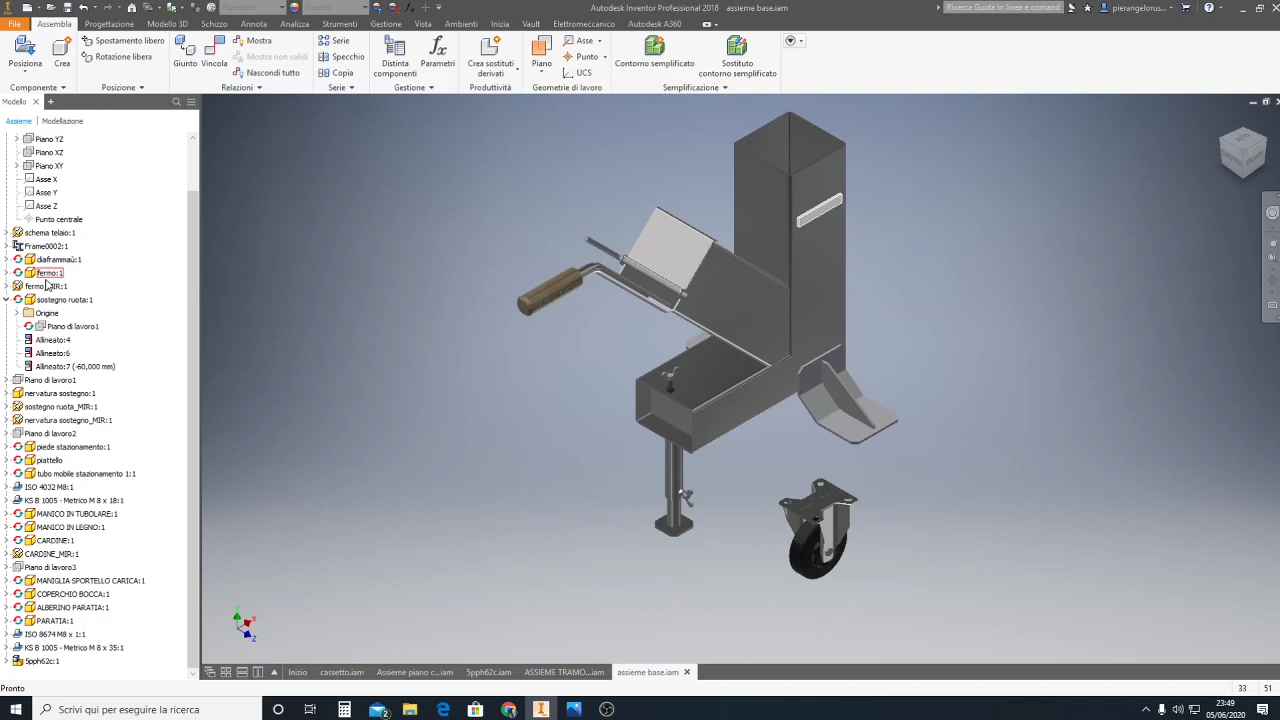 Autodesk Inventor Professional 2018   assieme base.iam
Ricerca Guida in linea e comand
pierangelorus...
File Assembla Progettazione Modello 3D Schizzo Annota Analizza Strumenti Gestione Vista Ambienti Inizia Vault Elettromeccanico Autodesk A360
Posiziona
Crea
Spostamento libero
Rotazione libera
Giunto
Vincola
Mostra
Mostra non validi
Nascondi tutto
Serie
Specchio
Copia
Distinta componenti
Parametri
Crea sostituti derivati
Piano
Asse
Punto
UCS
Contorno semplificato
Sostituto contorno semplificato
Componente Posizione Relazioni Serie Gestione Produttività Geometrie di lavoro Semplificazione
Modello
Assieme Modellazione
Piano YZ
Piano XZ
Piano XY
Asse X
Asse Y
Asse Z
Punto centrale
schema telaio:1
Frame0002:1
diaframmaù:1
fermo:1
fermo_MIR:1
sostegno ruota:1
Origine
Piano di lavoro1
Allineato:4
Allineato:6
Allineato:7 (-60,000 mm)
Piano di lavoro1
nervatura sostegno:1
sostegno ruota_MIR:1
nervatura sostegno_MIR:1
Piano di lavoro2
piede stazionamento:1
piattello
tubo mobile stazionamento 1:1
ISO 4032 M8:1
KS B 1005 - Metrico M 8 x 18:1
MANICO IN TUBOLARE:1
MANICO IN LEGNO:1
CARDINE:1
CARDINE_MIR:1
Piano di lavoro3
MANIGLIA SPORTELLO CARICA:1
COPERCHIO BOCCA:1
ALBERINO PARATIA:1
PARATIA:1
ISO 8674 M8 x 1:1
KS B 1005 - Metrico M 8 x 35:1
5pph62c:1
Y
X
Z
Inizio cassetto.iam Assieme piano c...iam 5pph62c.iam ASSIEME TRAMO...iam assieme base.iam
Pronto
33 51
Scrivi qui per eseguire la ricerca
23:49
05/06/2020